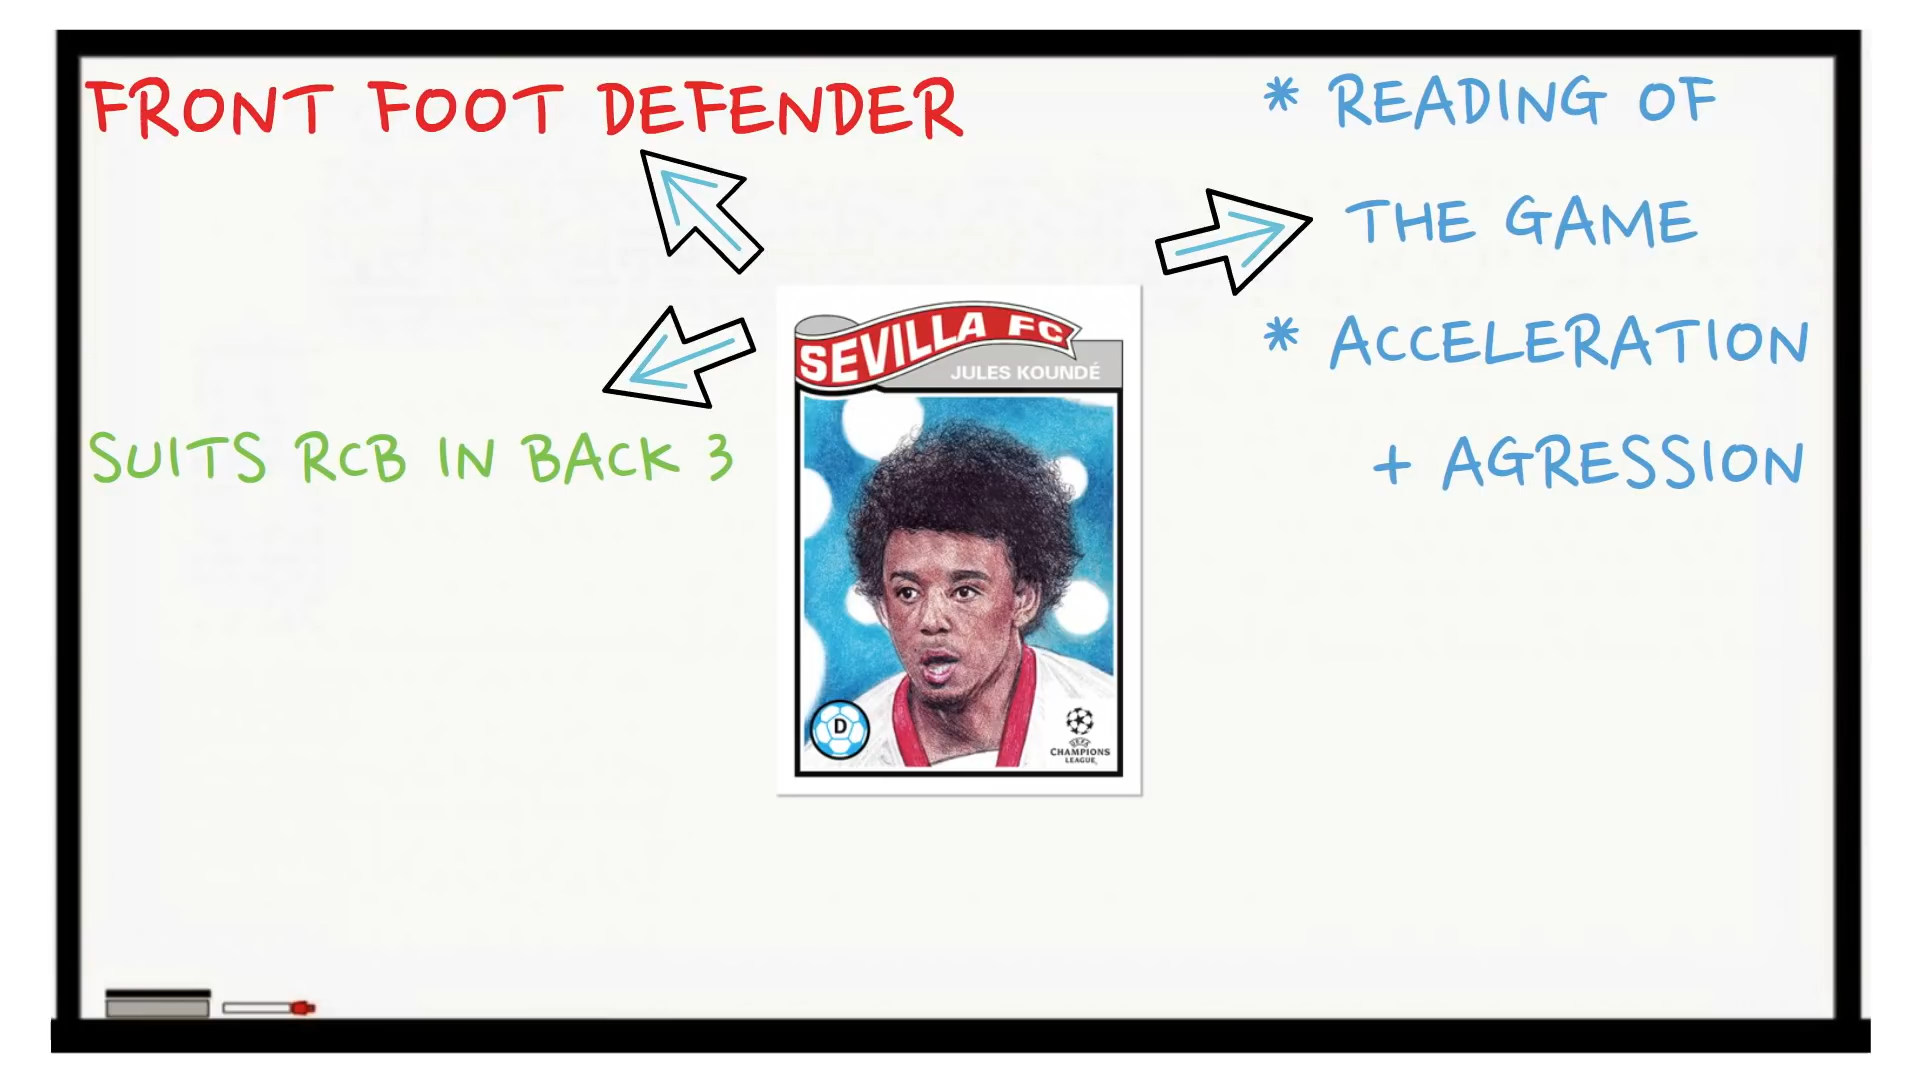 FRONT FOOT DEFENDER
SUITS RCB IN BACK 3
* READING OF
THE GAME
* ACCELERATION
+ AGRESSION
SEVILLA FC
JULES KOUNDÉ
D
UEFA
CHAMPIONS
LEAGUE